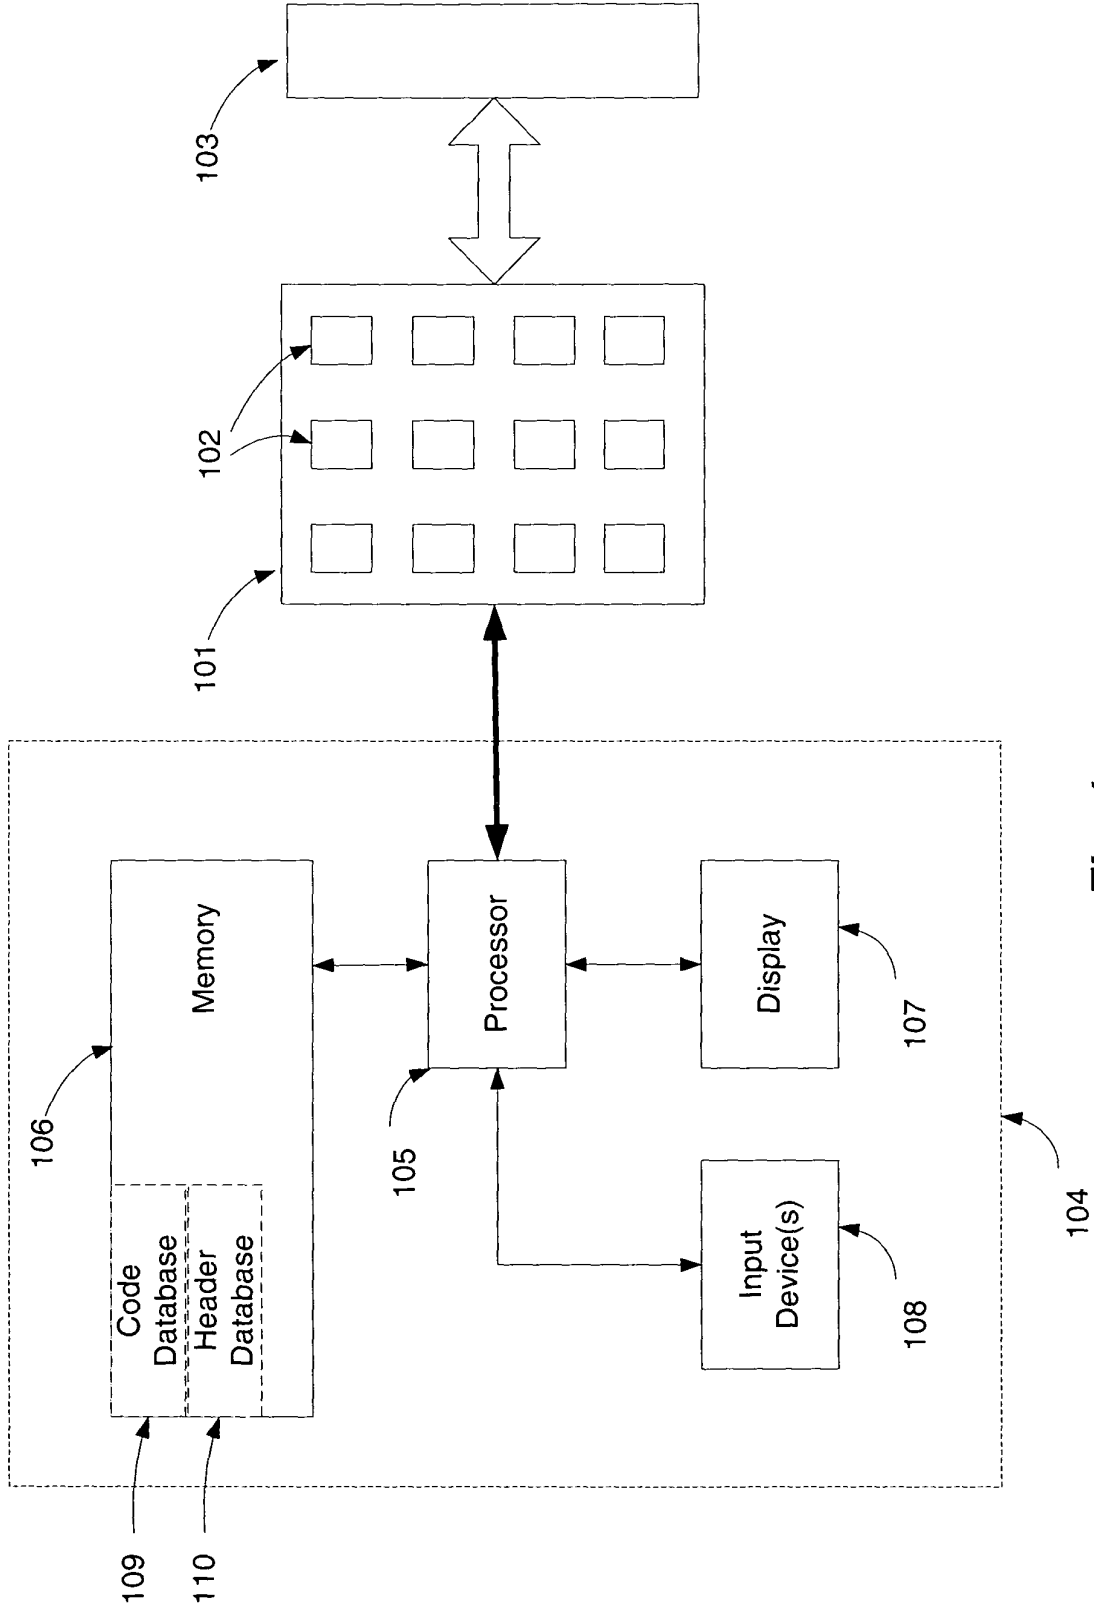 109
110
Code
Database
Header
Database
106
Memory
105
Processor
Input
Device(s)
108
Display
107
104
101
102
103